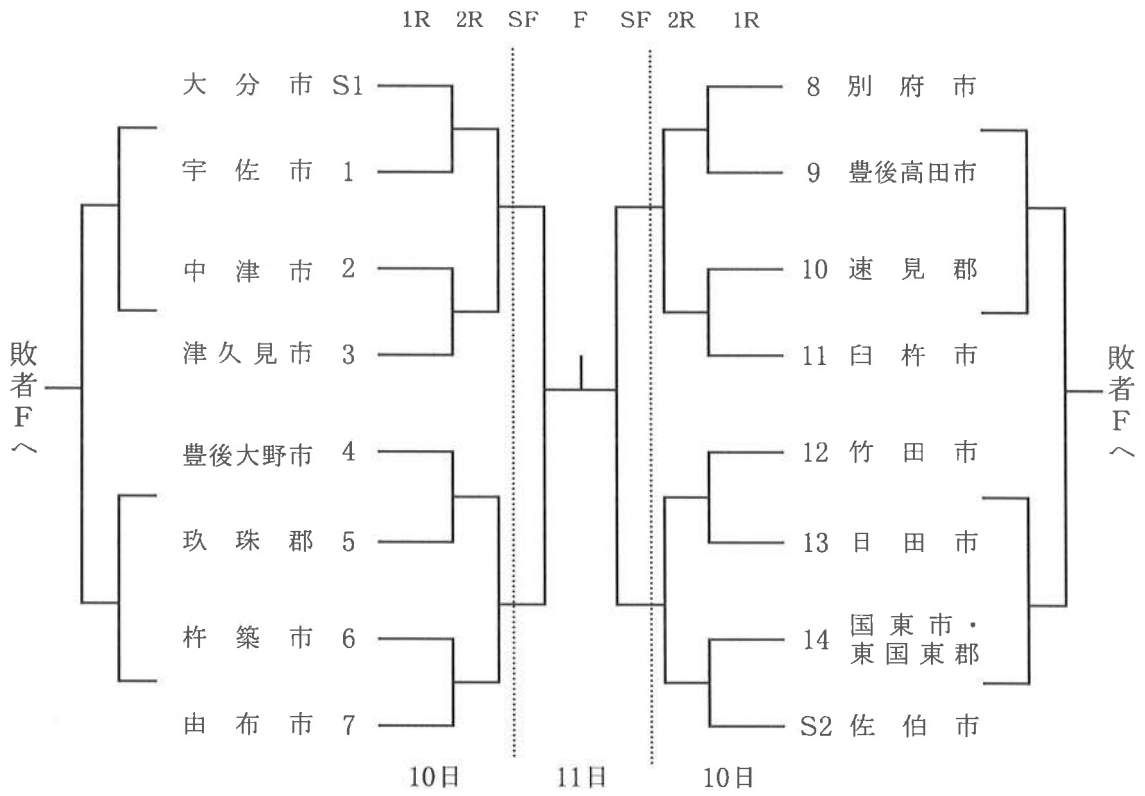 1R 2R SF F SF 2R 1R
大分市 S1
宇佐市 1
中津市 2
津久見市 3
豊後大野市 4
玖珠郡 5
杵築市 6
由布市 7
敗者Fへ
8 別府市
9 豊後高田市
10 速見郡
11 臼杵市
12 竹田市
13 日田市
14 国東市・
東国東郡
S2 佐伯市
敗者Fへ
10日 11日 10日